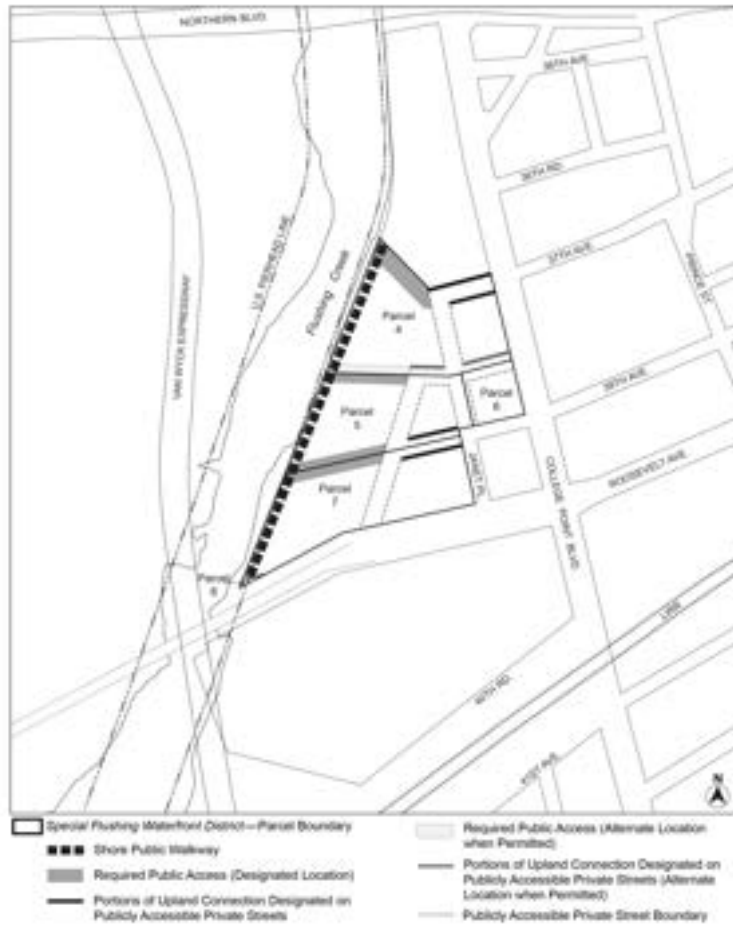 NORTHERN BLVD.
36TH AVE.
36TH RD.
37TH AVE.
PRINCE ST.
U.S. PIERHEAD LINE
Flushing Creek
VAN WYCK EXPRESSWAY
Parcel
4
39TH AVE.
Parcel
5
Parcel
6
Parcel
7
JANET PL.
ROOSEVELT AVE.
COLLEGE POINT BLVD.
Parcel
LIRR
40TH RD.
41ST AVE.
N
Special Flushing Waterfront District—Parcel Boundary
Shore Public Walkway
Required Public Access (Designated Location)
Portions of Upland Connection Designated on
Publicly Accessible Private Streets
Required Public Access (Alternate Location
when Permitted)
Portions of Upland Connection Designated on
Publicly Accessible Private Streets (Alternate
Location when Permitted)
Publicly Accessible Private Street Boundary